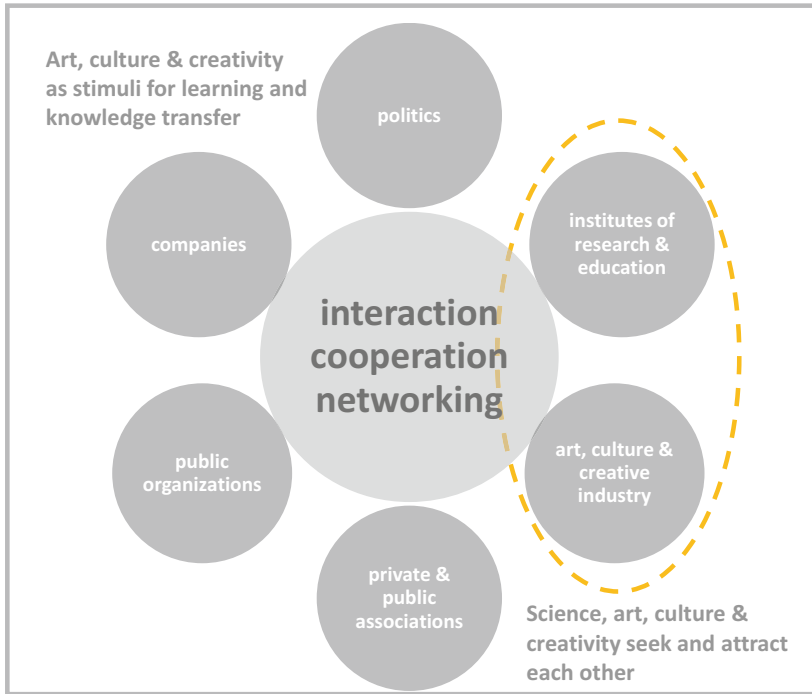 Art, culture & creativity
as stimuli for learning and
knowledge transfer
politics
companies
institutes of
research &
education
interaction
cooperation
networking
public
organizations
art, culture &
creative
industry
private &
public
associations
Science, art, culture &
creativity seek and attract
each other